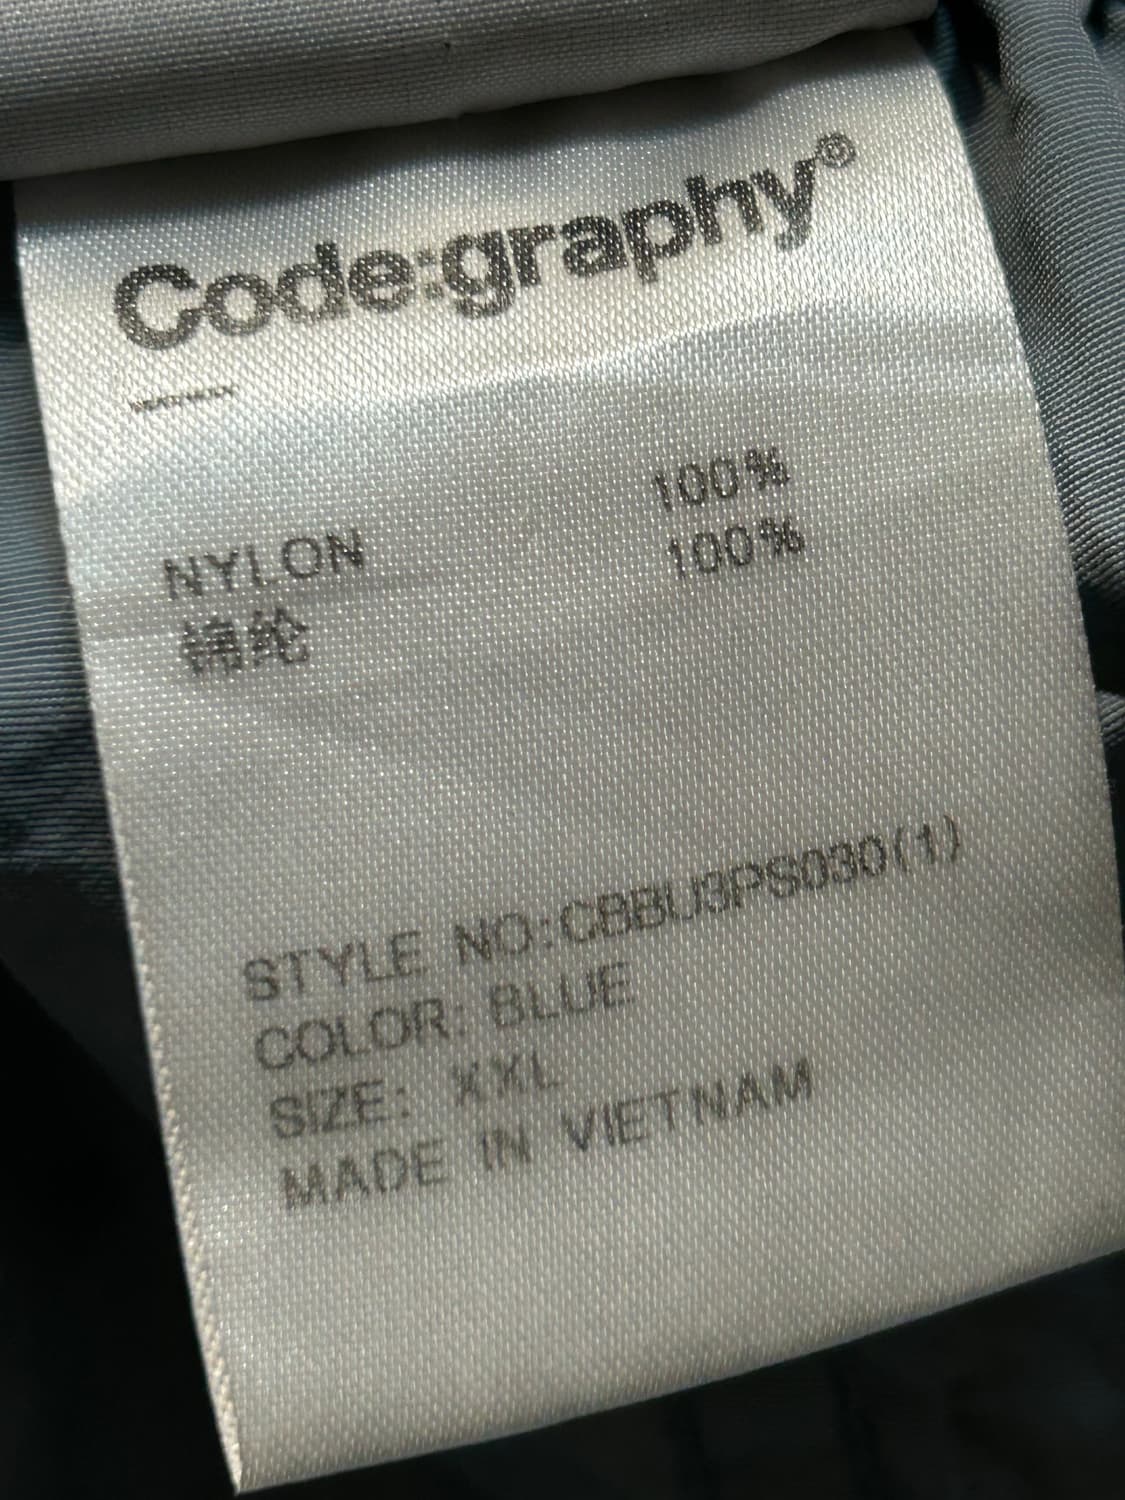 Code:graphy®
100%
NYLON 100%
锦纶
STYLE NO:CBBU3PS030(1)
COLOR: BLUE
SIZE: XXL
MADE IN VIETNAM